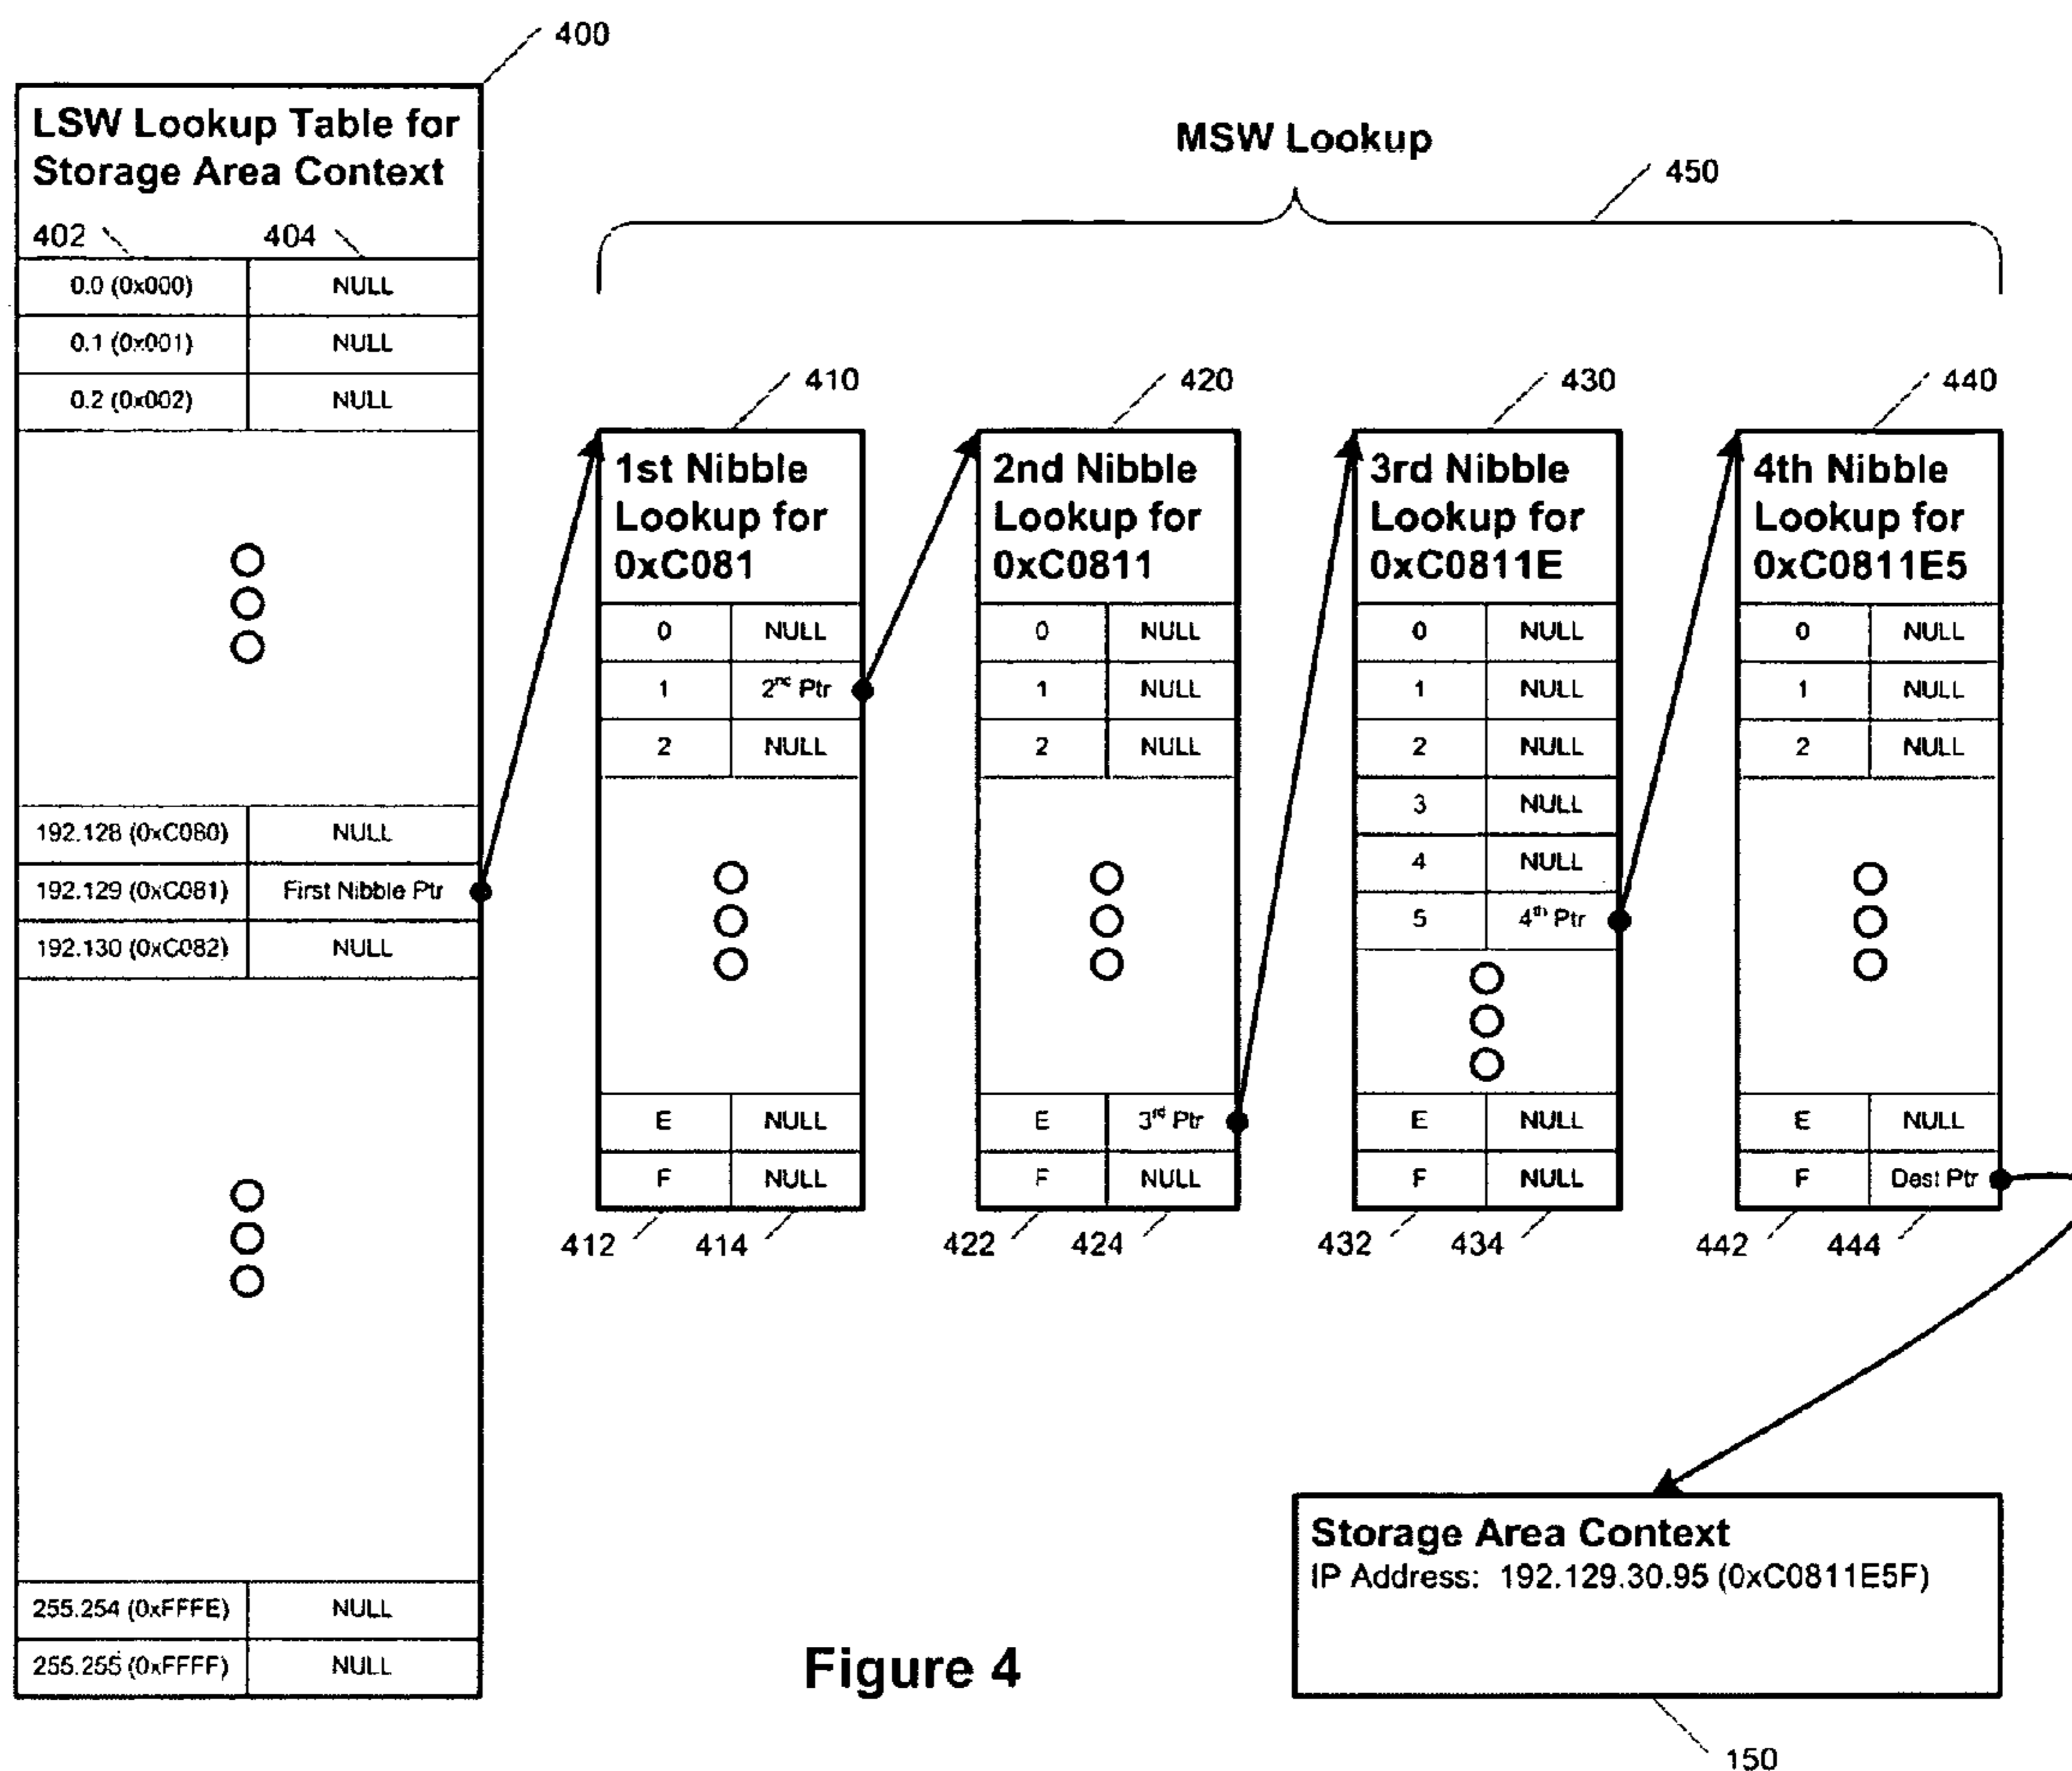 400
LSW Lookup Table for
Storage Area Context
402 404
0.0 (0x000) NULL
0.1 (0x001) NULL
0.2 (0x002) NULL
192.128 (0xC080) NULL
192.129 (0xC081) First Nibble Ptr
192.130 (0xC082) NULL
255.254 (0xFFFE) NULL
255.255 (0xFFFF) NULL
MSW Lookup
450
410
1st Nibble
Lookup for
0xC081
0 NULL
1 2nd Ptr
2 NULL
E NULL
F NULL
412 414
420
2nd Nibble
Lookup for
0xC0811
0 NULL
1 NULL
2 NULL
E 3rd Ptr
F NULL
422 424
430
3rd Nibble
Lookup for
0xC0811E
0 NULL
1 NULL
2 NULL
3 NULL
4 NULL
5 4th Ptr
E NULL
F NULL
432 434
440
4th Nibble
Lookup for
0xC0811E5
0 NULL
1 NULL
2 NULL
E NULL
F Dest Ptr
442 444
Storage Area Context
IP Address: 192.129.30.95 (0xC0811E5F)
150
Figure 4